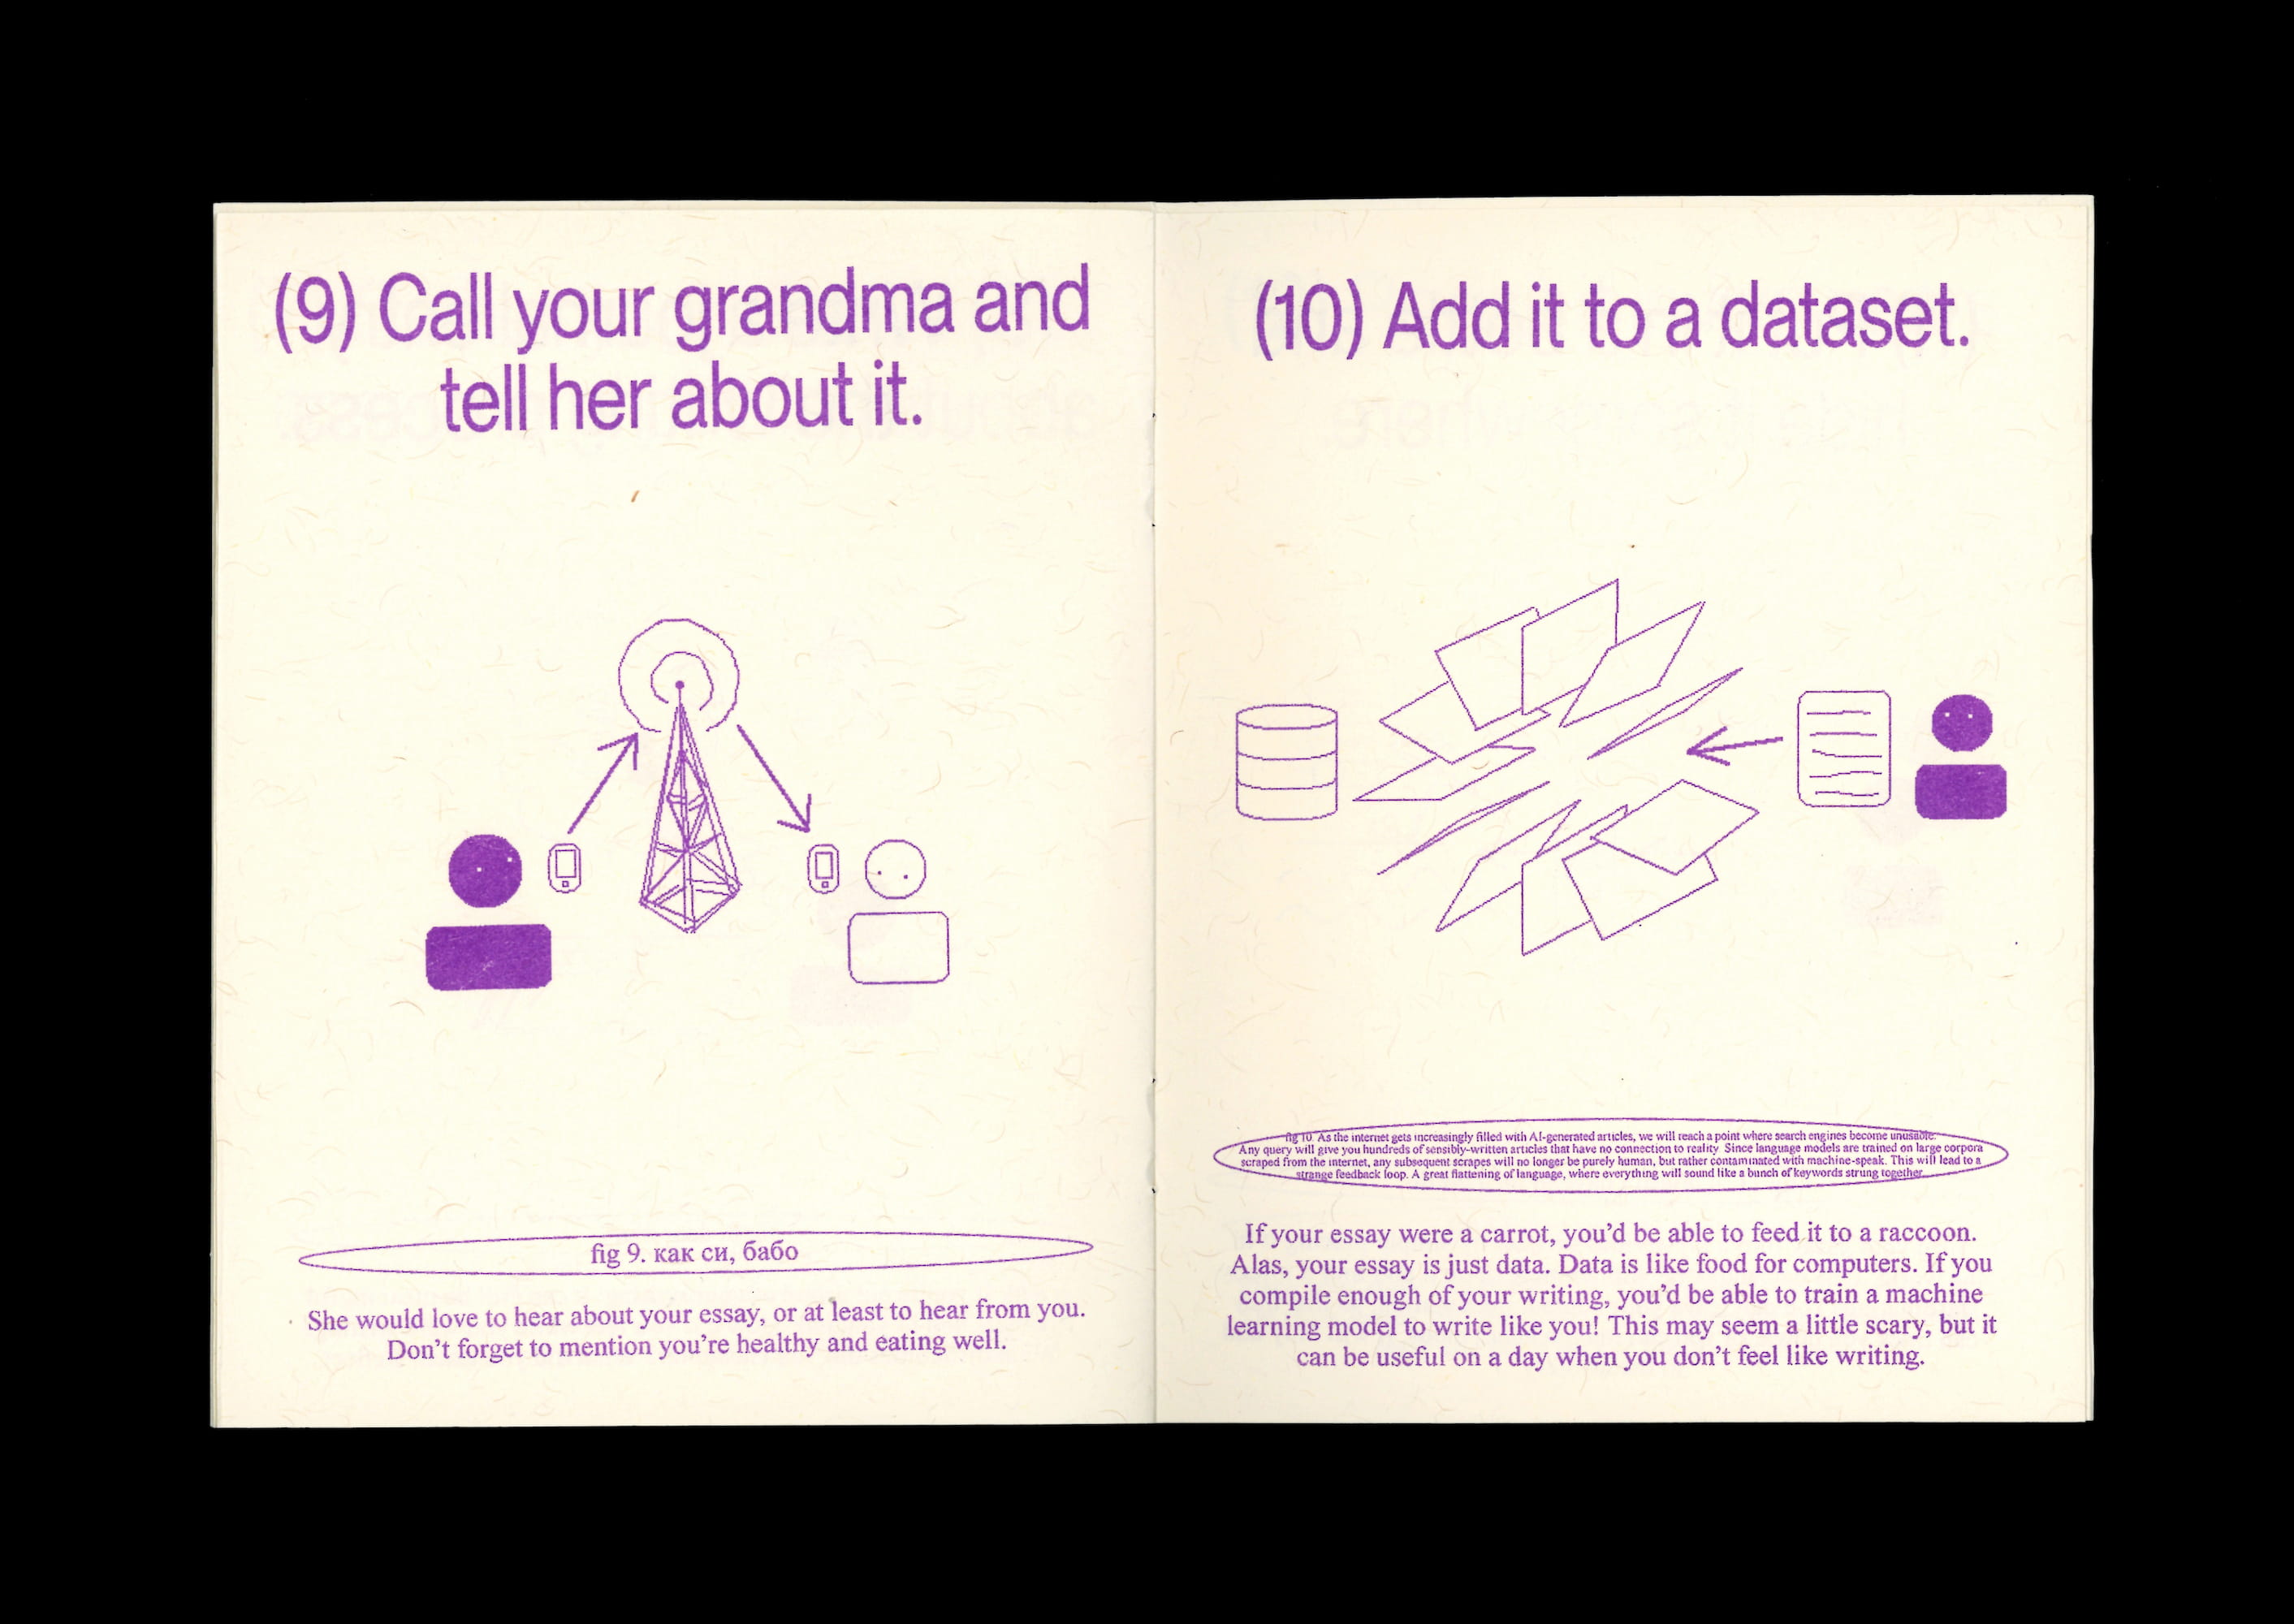 (9) Call your grandma and
tell her about it.
fig 9. как си, бабо
She would love to hear about your essay, or at least to hear from you.
Don’t forget to mention you’re healthy and eating well.
(10) Add it to a dataset.
fig 10. As the internet gets increasingly filled with AI-generated articles, we will reach a point where search engines become unusable.
Any query will give you hundreds of sensibly-written articles that have no connection to reality. Since language models are trained on large corpora
scraped from the internet, any subsequent scrapes will no longer be purely human, but rather contaminated with machine-speak. This will lead to a
strange feedback loop. A great flattening of language, where everything will sound like a bunch of keywords strung together.
If your essay were a carrot, you’d be able to feed it to a raccoon.
Alas, your essay is just data. Data is like food for computers. If you
compile enough of your writing, you’d be able to train a machine
learning model to write like you! This may seem a little scary, but it
can be useful on a day when you don’t feel like writing.